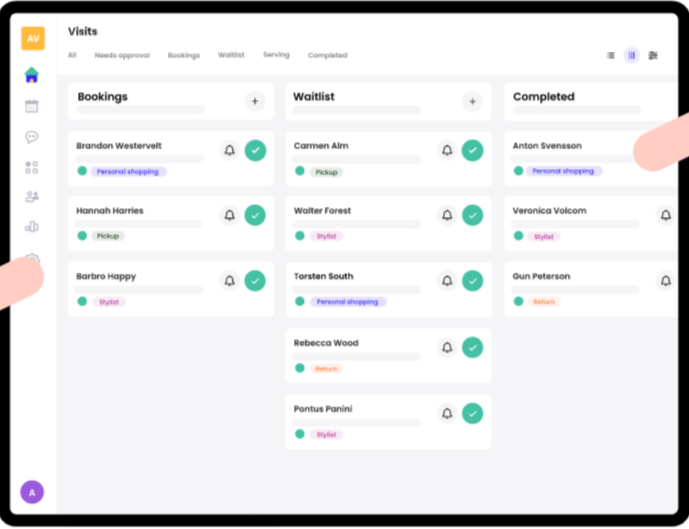 AV
Visits
All Needs approval Bookings Waitlist Serving Completed
Bookings
Brandon Westervelt
Personal shopping
Hannah Harries
Pickup
Barbro Happy
Stylist
Waitlist
Carmen Alm
Pickup
Walter Forest
Stylist
Torsten South
Personal shopping
Rebecca Wood
Return
Pontus Panini
Stylist
Completed
Anton Svensson
Personal shopping
Veronica Volcom
Stylist
Gun Peterson
Return
A